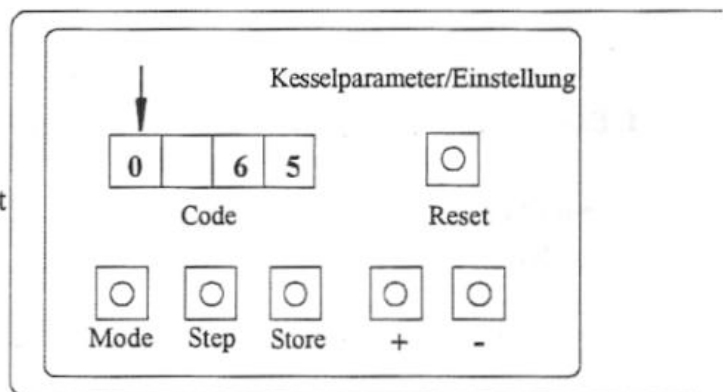 Kesselparameter/Einstellung
0 6 5
t
Code
Reset
Mode Step Store + -